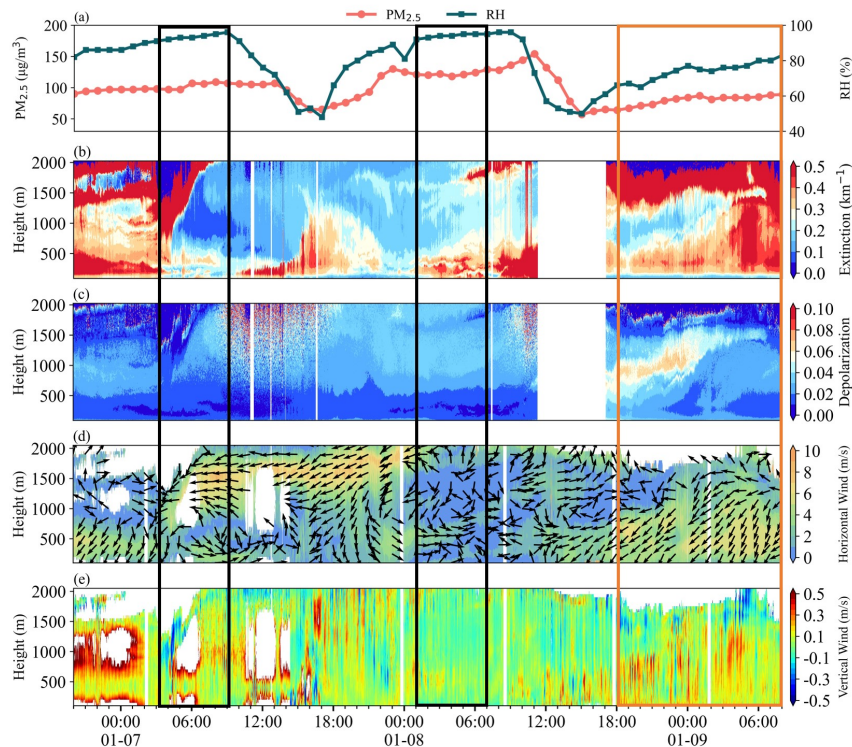 (a)
PM2.5
RH
200
150
100
50
PM2.5 (µg/m³)
100
80
60
40
RH (%)
(b)
2000
1500
1000
500
Height (m)
0.5
0.4
0.3
0.2
0.1
0.0
Extinction (km⁻¹)
(c)
2000
1500
1000
500
Height (m)
0.10
0.08
0.06
0.04
0.02
0.00
Depolarization
(d)
2000
1500
1000
500
Height (m)
10
8
6
4
2
0
Horizontal Wind (m/s)
(e)
2000
1500
1000
500
Height (m)
0.5
0.3
0.1
-0.1
-0.3
-0.5
Vertical Wind (m/s)
00:00 06:00 12:00 18:00 00:00 06:00 12:00 18:00 00:00 06:00
01-07 01-08 01-09